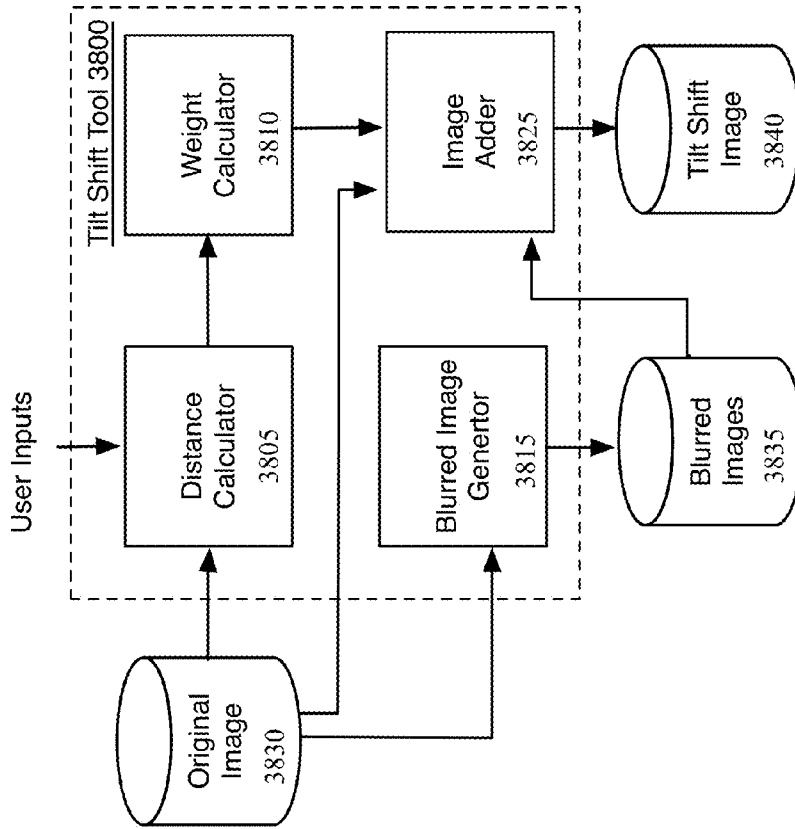 User Inputs
Tilt Shift Tool 3800
Original
Image
3830
Distance
Calculator
3805
Weight
Calculator
3810
Blurred Image
Genertor
3815
Image
Adder
3825
Blurred
Images
3835
Tilt Shift
Image
3840